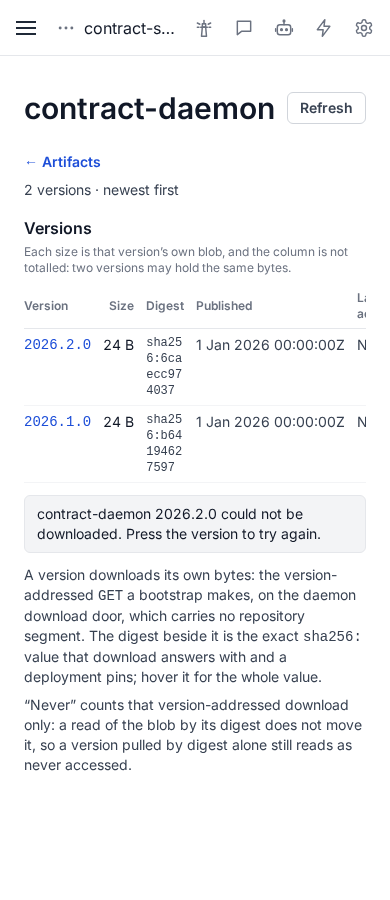 contract-s...
contract-daemon
Refresh
← Artifacts
2 versions · newest first
Versions
Each size is that version’s own blob, and the column is not
totalled: two versions may hold the same bytes.
Version Size Digest Published
2026.2.0 24 B sha25 1 Jan 2026 00:00:00Z N
6:ca
ecc97
4037
2026.1.0 24 B sha25 1 Jan 2026 00:00:00Z N
6:b64
19462
7597
contract-daemon 2026.2.0 could not be
downloaded. Press the version to try again.
A version downloads its own bytes: the version-
addressed GET a bootstrap makes, on the daemon
download door, which carries no repository
segment. The digest beside it is the exact sha256:
value that download answers with and a
deployment pins; hover it for the whole value.
“Never” counts that version-addressed download
only: a read of the blob by its digest does not move
it, so a version pulled by digest alone still reads as
never accessed.